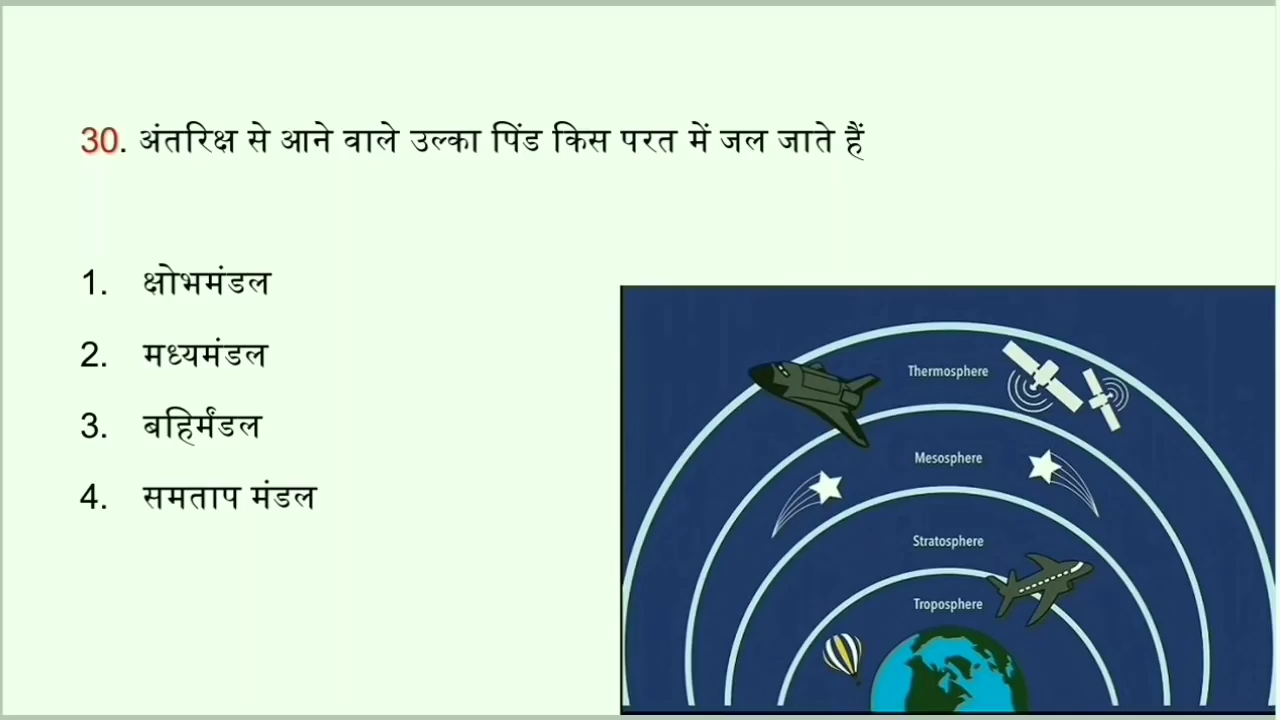 30. अंतरिक्ष से आने वाले उल्का पिंड किस परत में जल जाते हैं
1. क्षोभमंडल
2. मध्यमंडल
3. बहिर्मंडल
4. समताप मंडल
Thermosphere
Mesosphere
Stratosphere
Troposphere